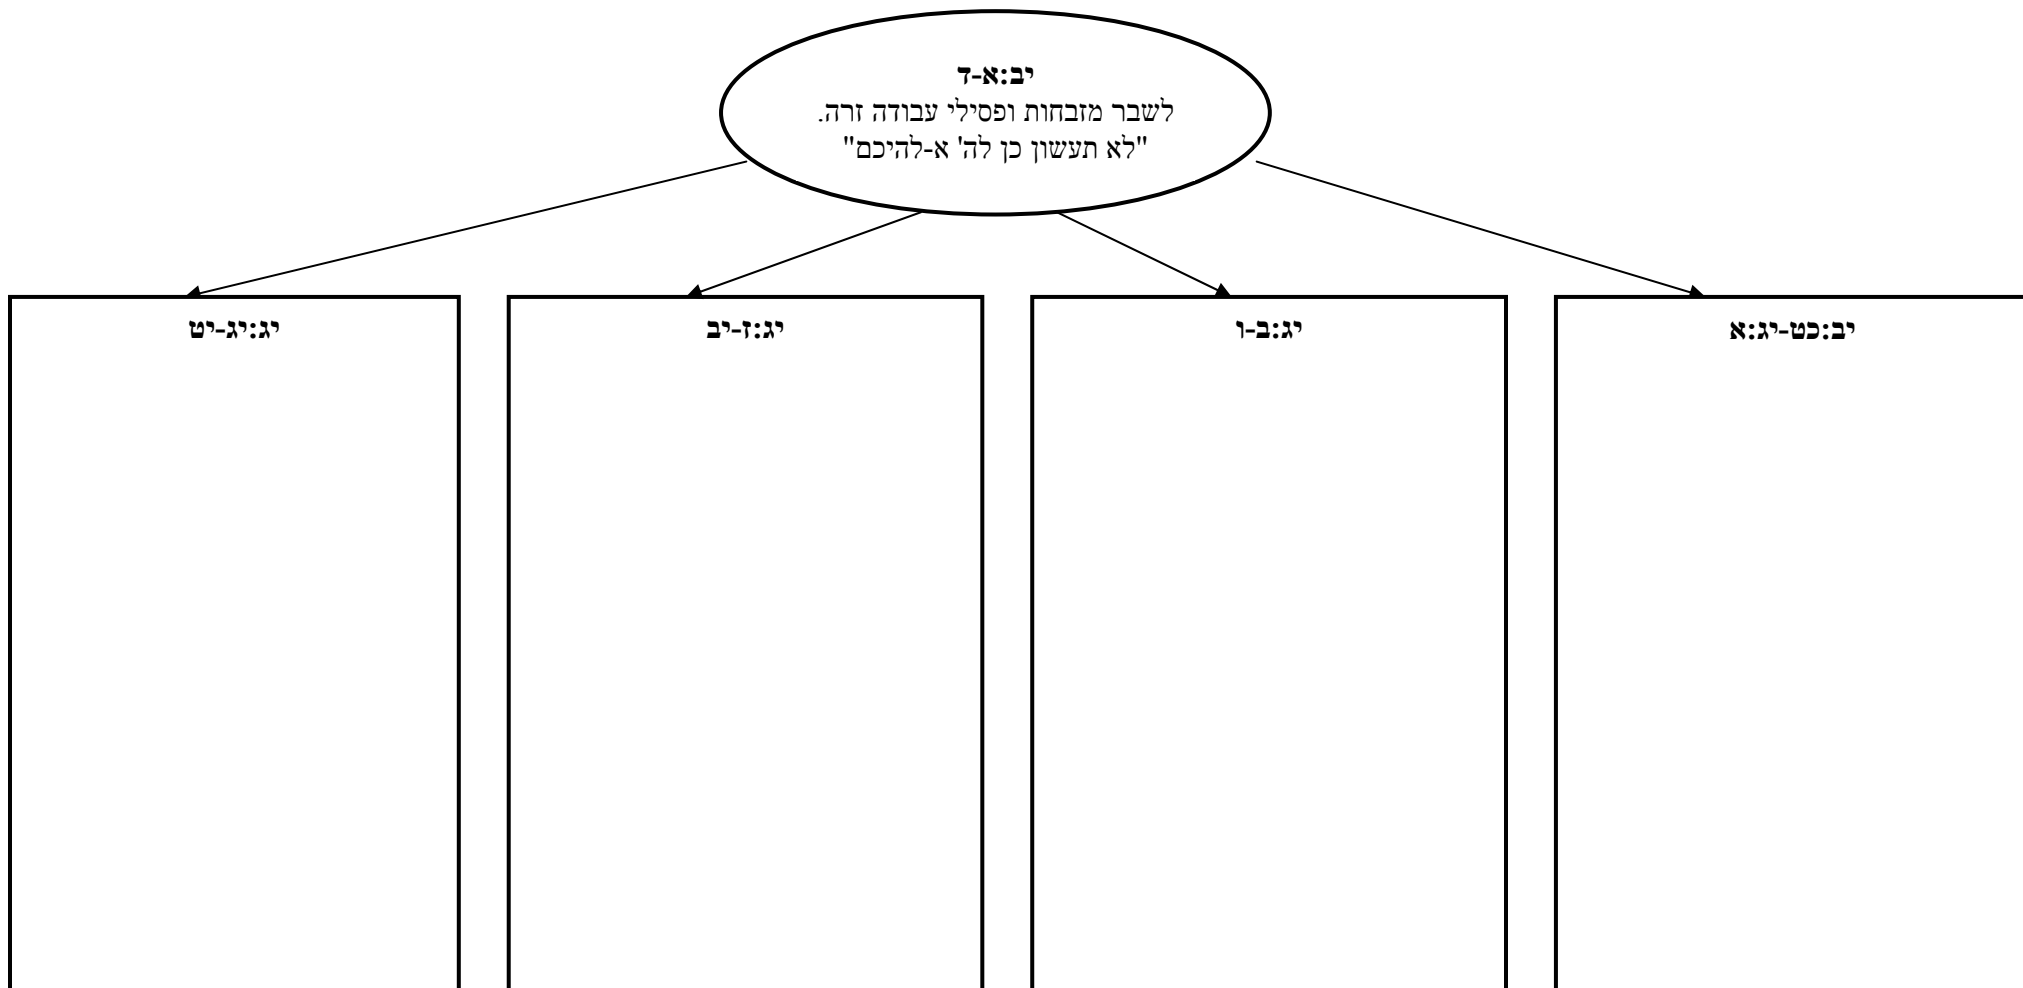 יב:א-ד
לשבר מזבחות ופסילי עבודה זרה.
"לא תעשון כן לה' א-להיכם"
יב:כט-יג:א
יג:ב-ו
יג:ז-יב
יג:יג-יט